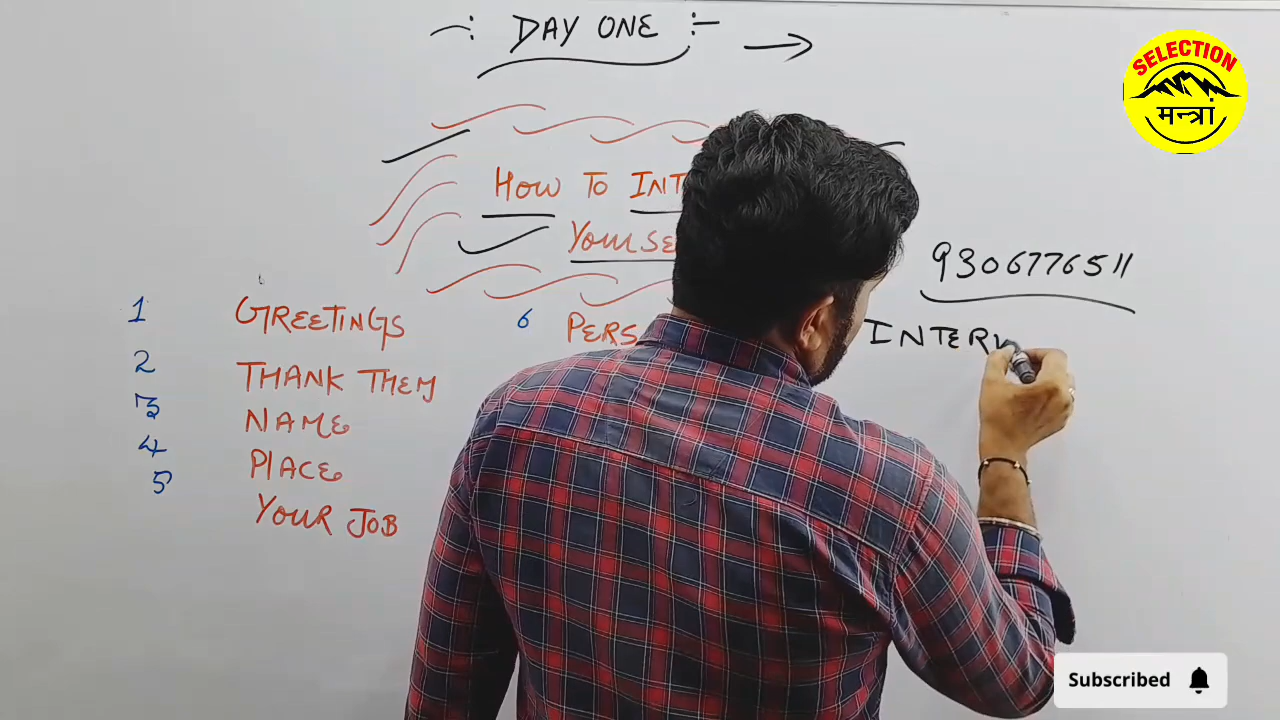 DAY ONE
HOW TO INT
YOURSE
9306776511
1 GREETINGS
2 THANK THEM
3 NAME
4 PLACE
5 YOUR JOB
6 PERS
INTERV
SELECTION
मन्त्रां
Subscribed